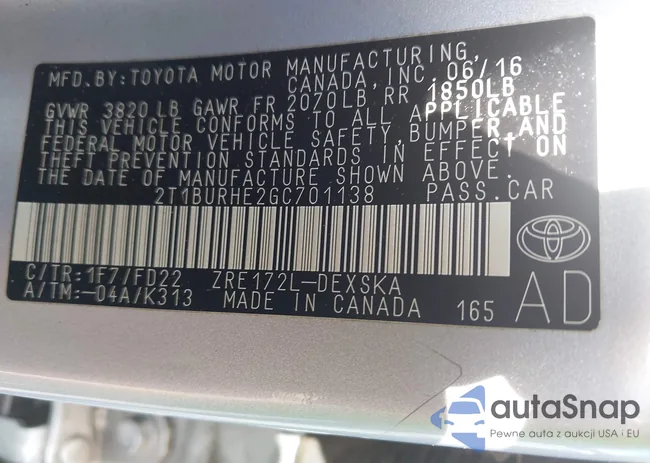 MFD. BY: TOYOTA MOTOR MANUFACTURING,
CANADA, INC. 06/16
GVWR 3820 LB GAWR FR 2070LB RR 1850LB
THIS VEHICLE CONFORMS TO ALL APPLICABLE
FEDERAL MOTOR VEHICLE SAFETY, BUMPER, AND
THEFT PREVENTION STANDARDS IN EFFECT ON
THE DATE OF MANUFACTURE SHOWN ABOVE.
2T1BURHE2GC701138 PASS.CAR
C/TR: 1F7/FD22 ZRE172L-DEXSKA
A/TM: -04A/K313 MADE IN CANADA 165 AD
autaSnap
Pewne auta z aukcji USA i EU